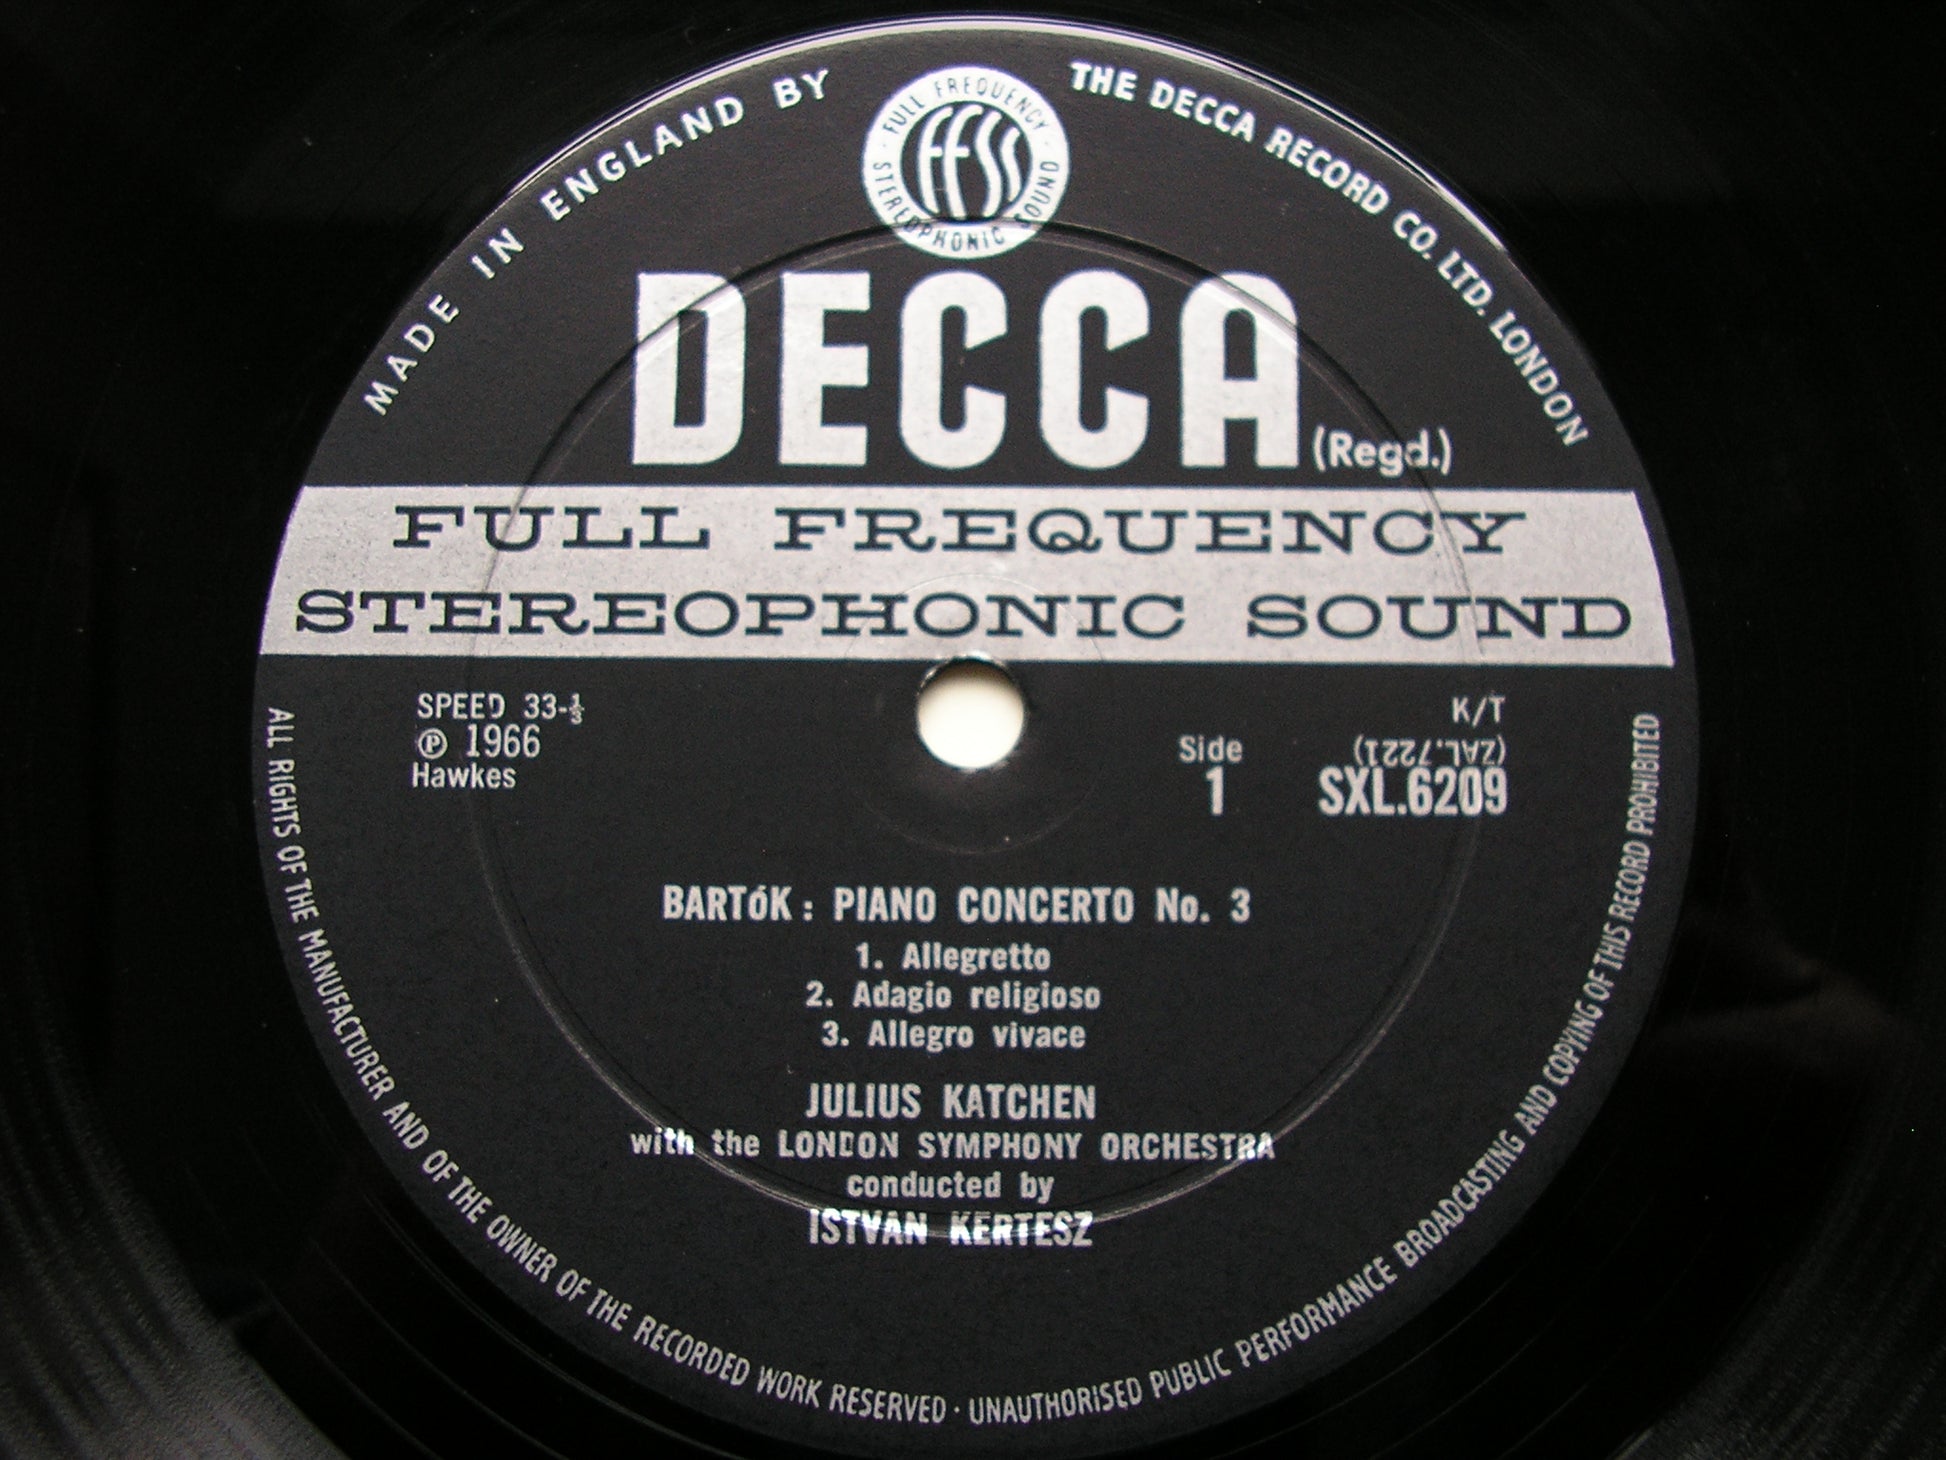 MADE IN ENGLAND BY
THE DECCA RECORD CO. LTD. LONDON
· FULL FREQUENCY ·
STEREOPHONIC SOUND
FFSS
DECCA
(Regd.)
FULL FREQUENCY
STEREOPHONIC SOUND
SPEED 33-⅓
℗ 1966
Hawkes
K/T
(ZAL.7221)
Side
1
SXL.6209
BARTóK : PIANO CONCERTO No. 3
1. Allegretto
2. Adagio religioso
3. Allegro vivace
JULIUS KATCHEN
with the LONDON SYMPHONY ORCHESTRA
conducted by
ISTVAN KERTESZ
ALL RIGHTS OF THE MANUFACTURER AND OF THE OWNER OF THE RECORDED WORK RESERVED · UNAUTHORISED PUBLIC PERFORMANCE BROADCASTING AND COPYING OF THIS RECORD PROHIBITED